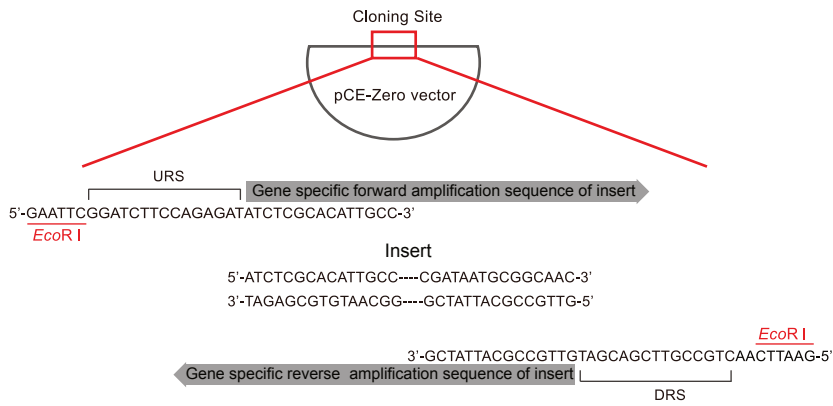 Cloning Site
pCE-Zero vector
URS
Gene specific forward amplification sequence of insert
5'-GAATTCGGATCTTCCAGAGATATCTCGCACATTGCC-3'
EcoR I
Insert
5'-ATCTCGCACATTGCC----CGATAATGCGGCAAC-3'
3'-TAGAGCGTGTAACGG----GCTATTACGCCGTTG-5'
EcoR I
3'-GCTATTACGCCGTTGTAGCAGCTTGCCGTCAACTTAAG-5'
Gene specific reverse amplification sequence of insert
DRS